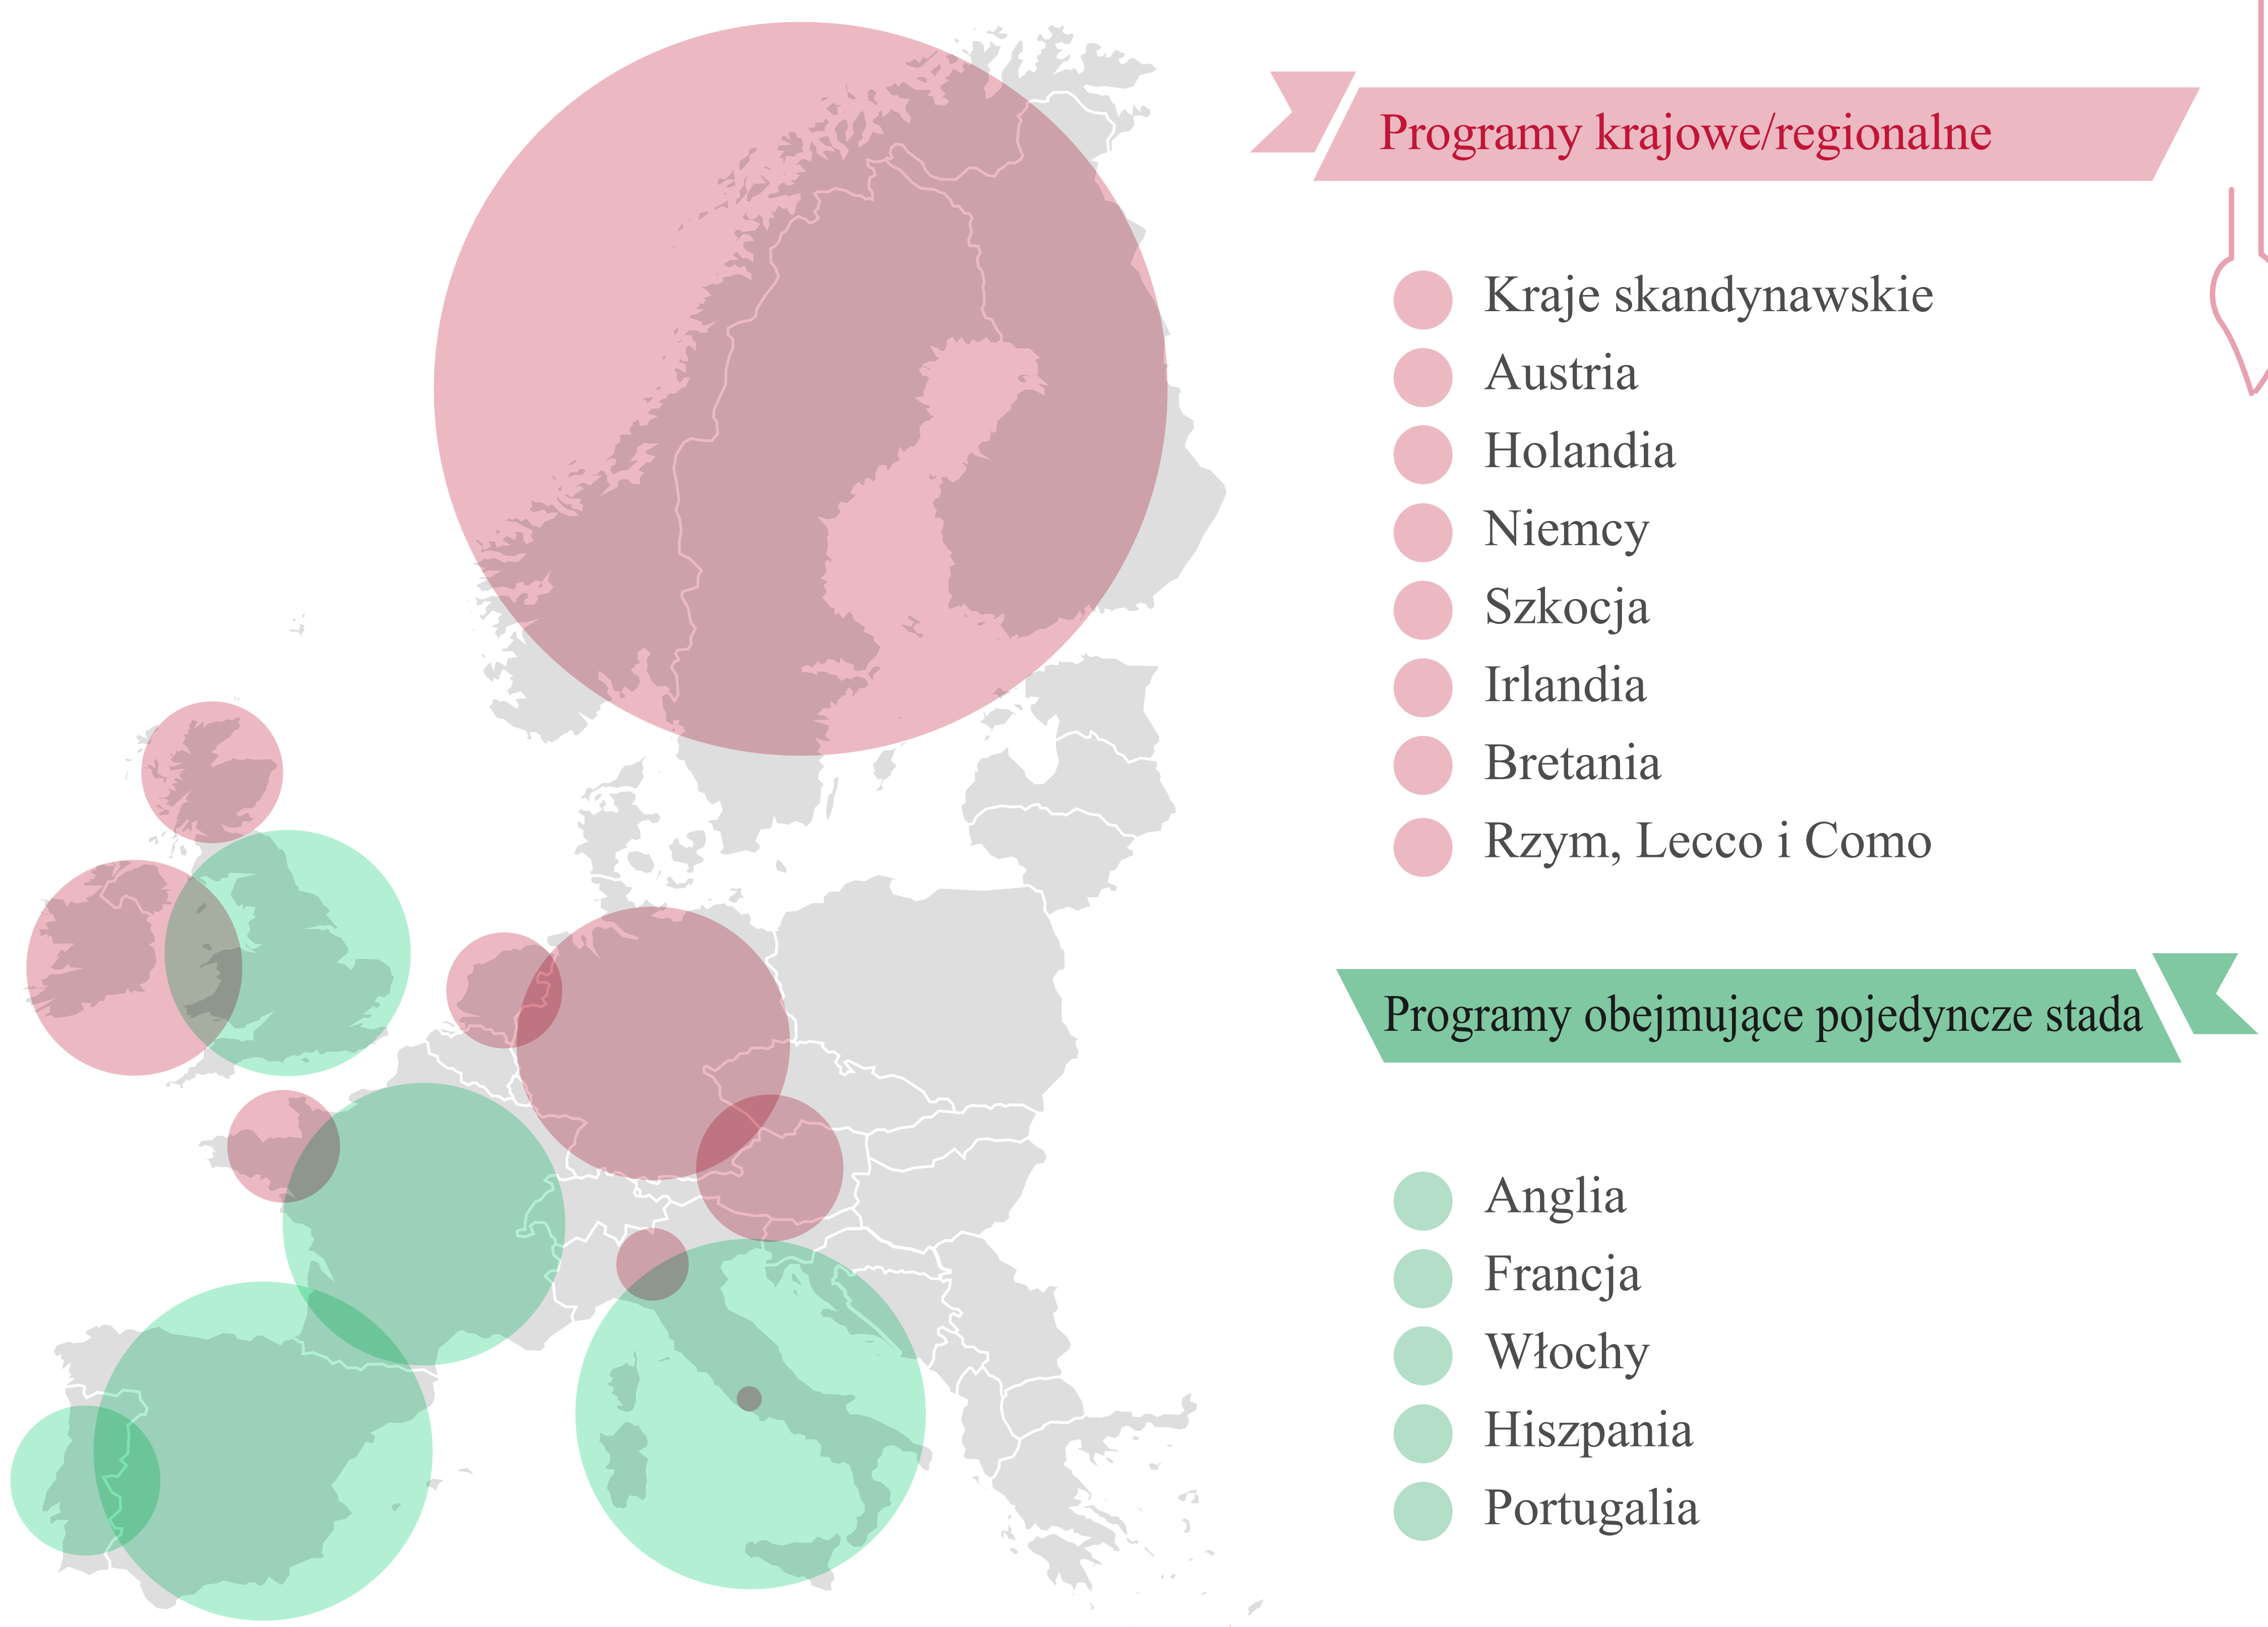 Programy krajowe/regionalne
Kraje skandynawskie
Austria
Holandia
Niemcy
Szkocja
Irlandia
Bretania
Rzym, Lecco i Como
Programy obejmujące pojedyncze stada
Anglia
Francja
Włochy
Hiszpania
Portugalia